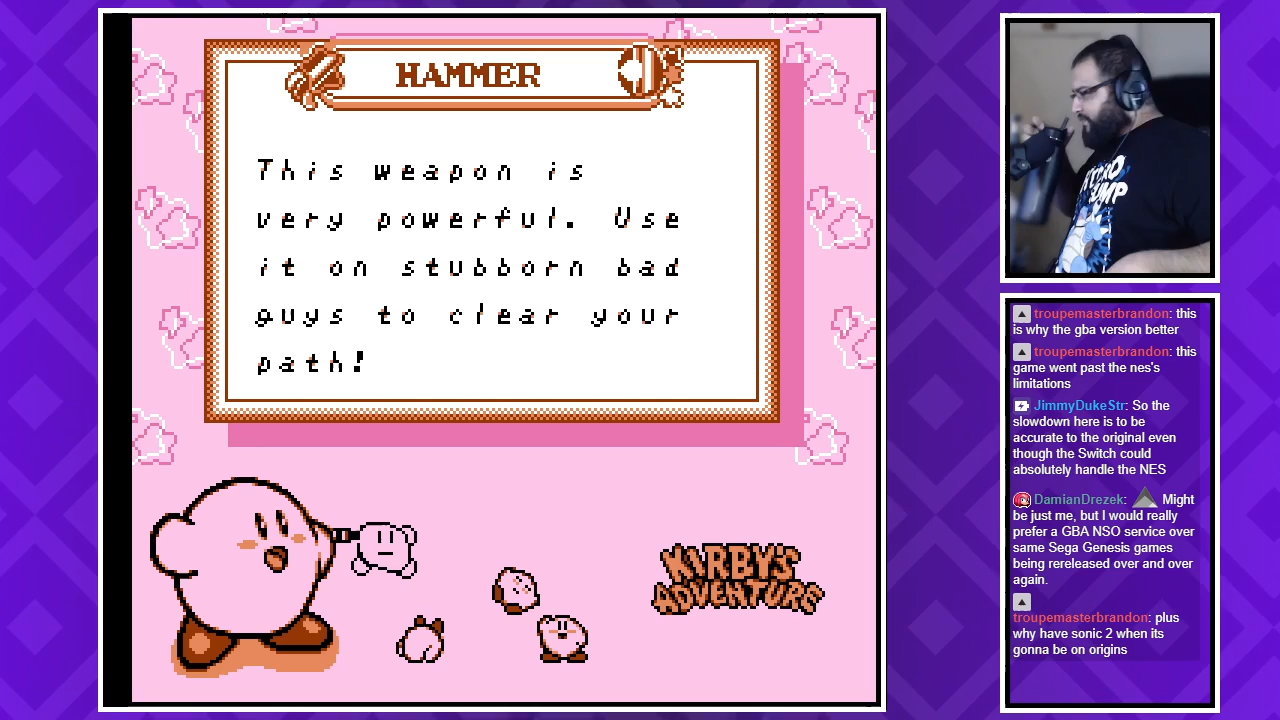 HAMMER
This weapon is
very powerful. Use
it on stubborn bad
guys to clear your
path!
KIRBY'S
ADVENTURE
troupemasterbrandon: this
is why the gba version better
troupemasterbrandon: this
game went past the nes's
limitations
JimmyDukeStr: So the
slowdown here is to be
accurate to the original even
though the Switch could
absolutely handle the NES
DamianDrezek: Might
be just me, but I would really
prefer a GBA NSO service over
same Sega Genesis games
being rereleased over and over
again.
troupemasterbrandon: plus
why have sonic 2 when its
gonna be on origins